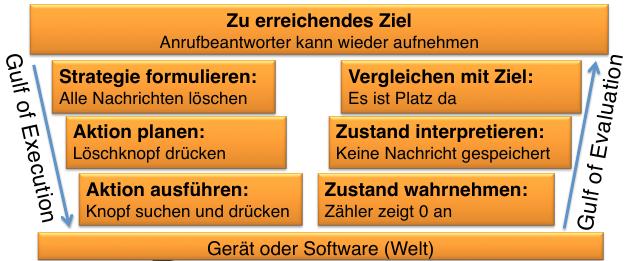 Zu erreichendes Ziel
Anrufbeantworter kann wieder aufnehmen
Gulf of Execution
Strategie formulieren:
Alle Nachrichten löschen
Aktion planen:
Löschknopf drücken
Aktion ausführen:
Knopf suchen und drücken
Vergleichen mit Ziel:
Es ist Platz da
Zustand interpretieren:
Keine Nachricht gespeichert
Zustand wahrnehmen:
Zähler zeigt 0 an
Gulf of Evaluation
Gerät oder Software (Welt)